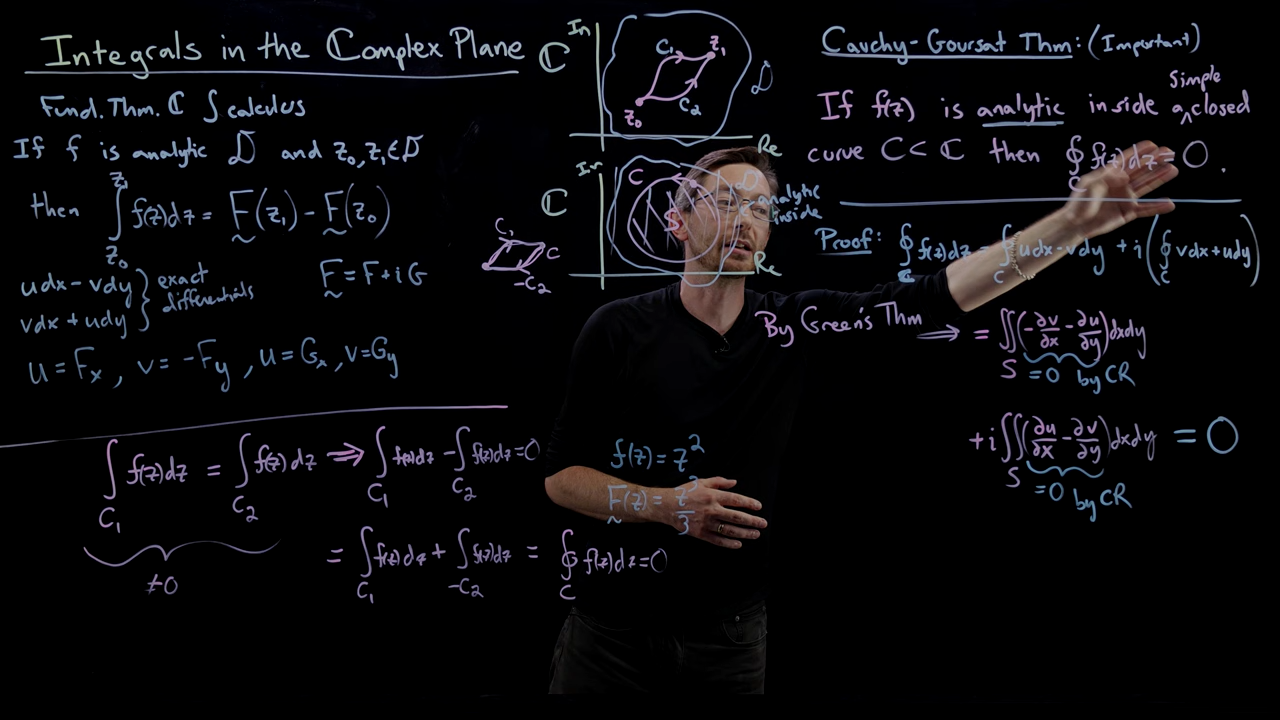 Integrals in the Complex Plane
Fund. Thm. ℂ ∫ calculus
If f is analytic D and z₀, z₁ ∈ D
then ∫_{z₀}^{z₁} f(z)dz = F̰(z₁) - F̰(z₀)
udx - vdy } exact
vdx + udy } differentials
F̰ = F + iG
u = Fₓ, v = -F_y, u = Gₓ, v = G_y
∫_{C₁} f(z)dz = ∫_{C₂} f(z)dz ⇒ ∫_{C₁} f(z)dz - ∫_{C₂} f(z)dz = 0
≠0
= ∫_{C₁} f(z)dz + ∫_{-C₂} f(z)dz = ∮_C f(z)dz = 0
ℂ
Im
C₁
z₁
z₀
C₂
D
Re
ℂ
Im
C
D
S
analytic
inside
Re
C₁
C
-C₂
f(z) = z²
F̰(z) = z³/3
Cauchy-Goursat Thm: (Important)
Simple
If f(z) is analytic inside a ^ closed
curve C < ℂ then ∮_C f(z)dz = 0.
Proof: ∮_C f(z)dz = ∮_C udx - vdy + i(∮_C vdx + udy)
By Green's Thm ⇒ = ∬_S (-∂v/∂x - ∂u/∂y)dxdy
=0 by CR
+ i∬_S (∂u/∂x - ∂v/∂y)dxdy = 0
=0 by CR